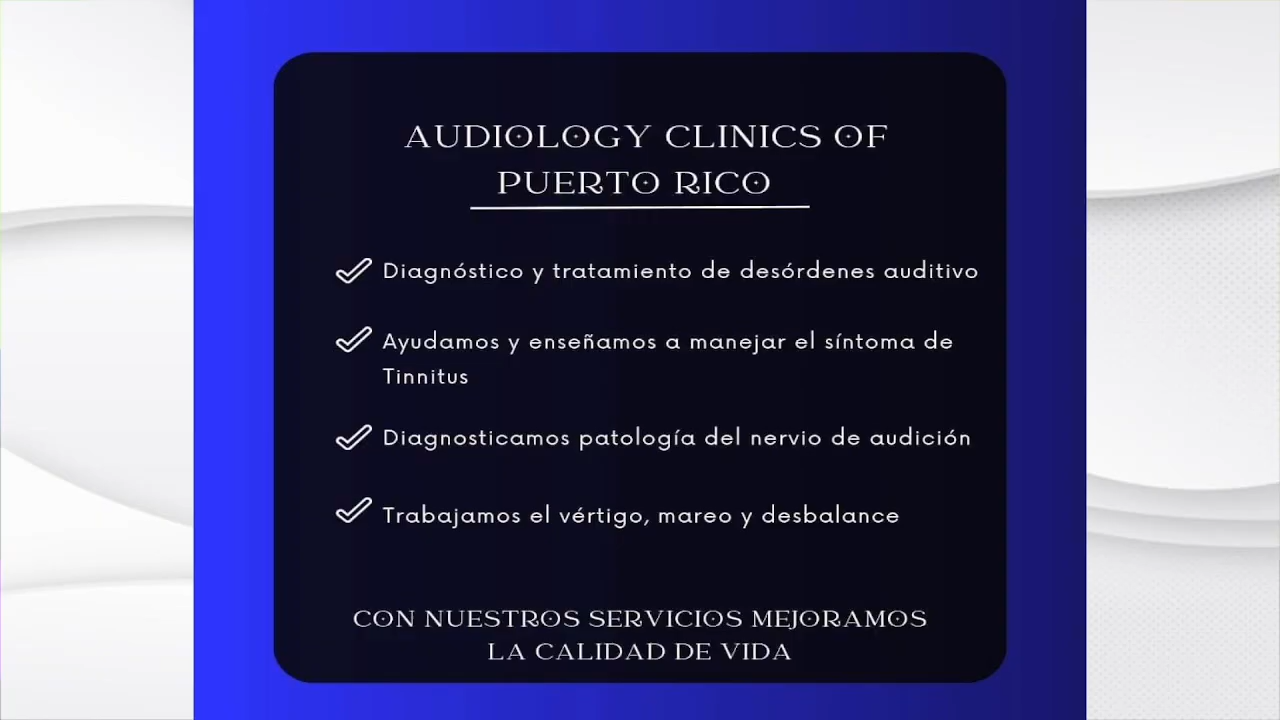 AUDIOLOGY CLINICS OF
PUERTO RICO
Diagnóstico y tratamiento de desórdenes auditivo
Ayudamos y enseñamos a manejar el síntoma de
Tinnitus
Diagnosticamos patología del nervio de audición
Trabajamos el vértigo, mareo y desbalance
CON NUESTROS SERVICIOS MEJORAMOS
LA CALIDAD DE VIDA